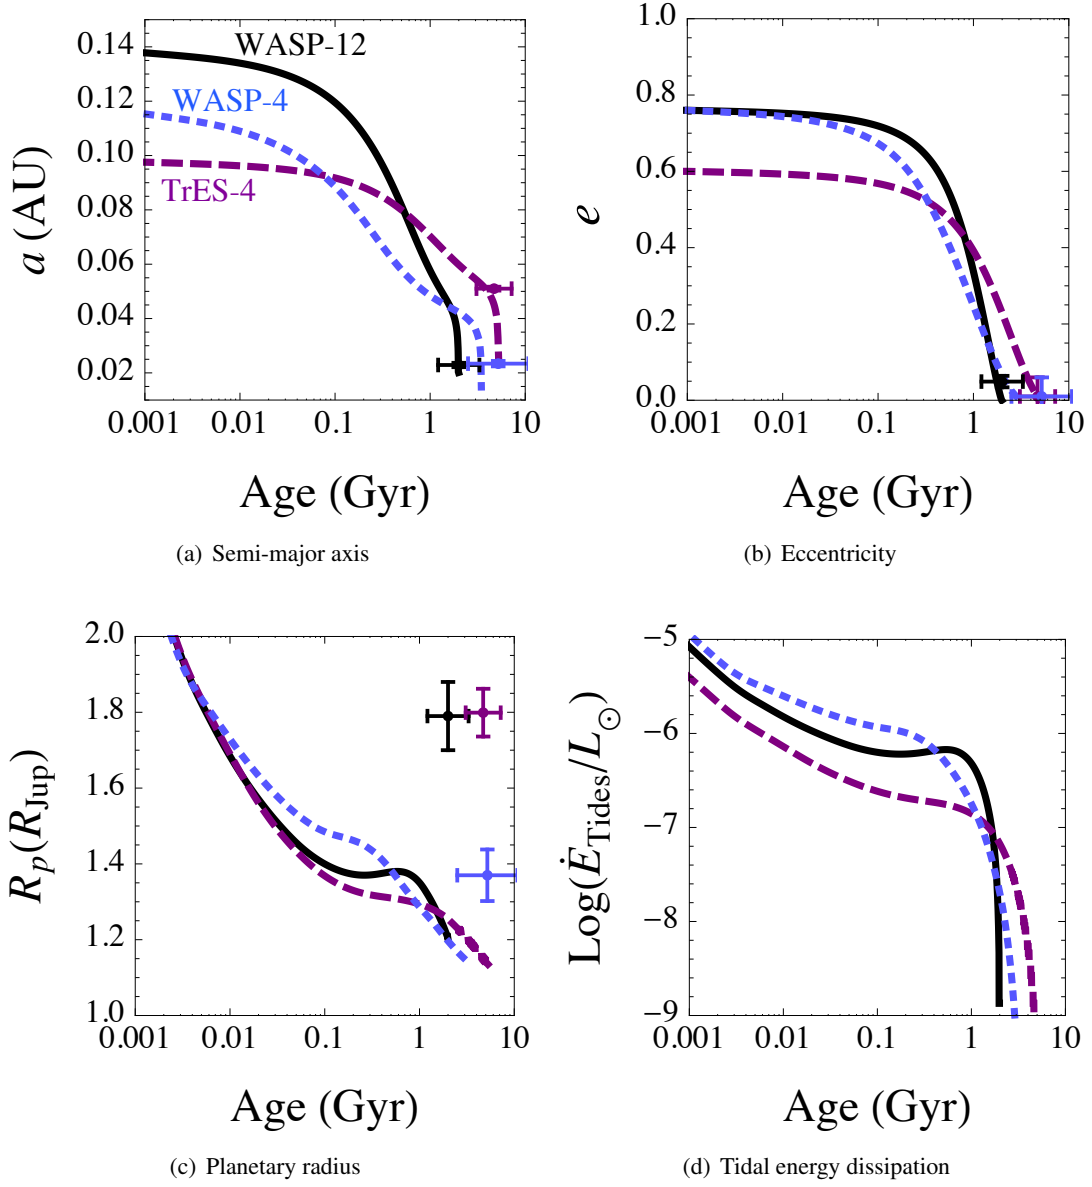 0.14
0.12
0.10
0.08
0.06
0.04
0.02
a (AU)
WASP-12
WASP-4
TrES-4
0.001 0.01 0.1 1 10
Age (Gyr)
(a) Semi-major axis
1.0
0.8
0.6
0.4
0.2
0.0
e
0.001 0.01 0.1 1 10
Age (Gyr)
(b) Eccentricity
2.0
1.8
1.6
1.4
1.2
1.0
R_p(R_Jup)
0.001 0.01 0.1 1 10
Age (Gyr)
(c) Planetary radius
−5
−6
−7
−8
−9
Log(Ė_Tides/L_⊙)
0.001 0.01 0.1 1 10
Age (Gyr)
(d) Tidal energy dissipation